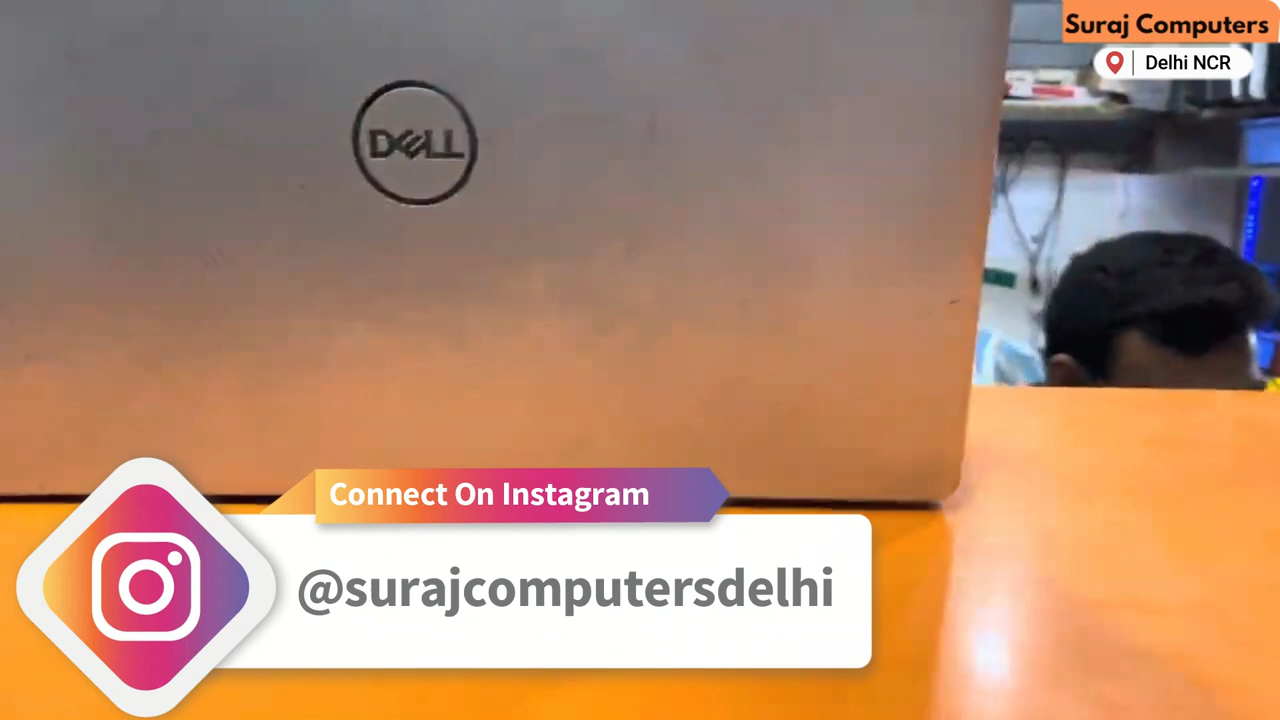 Suraj Computers
Delhi NCR
DELL
Connect On Instagram
@surajcomputersdelhi